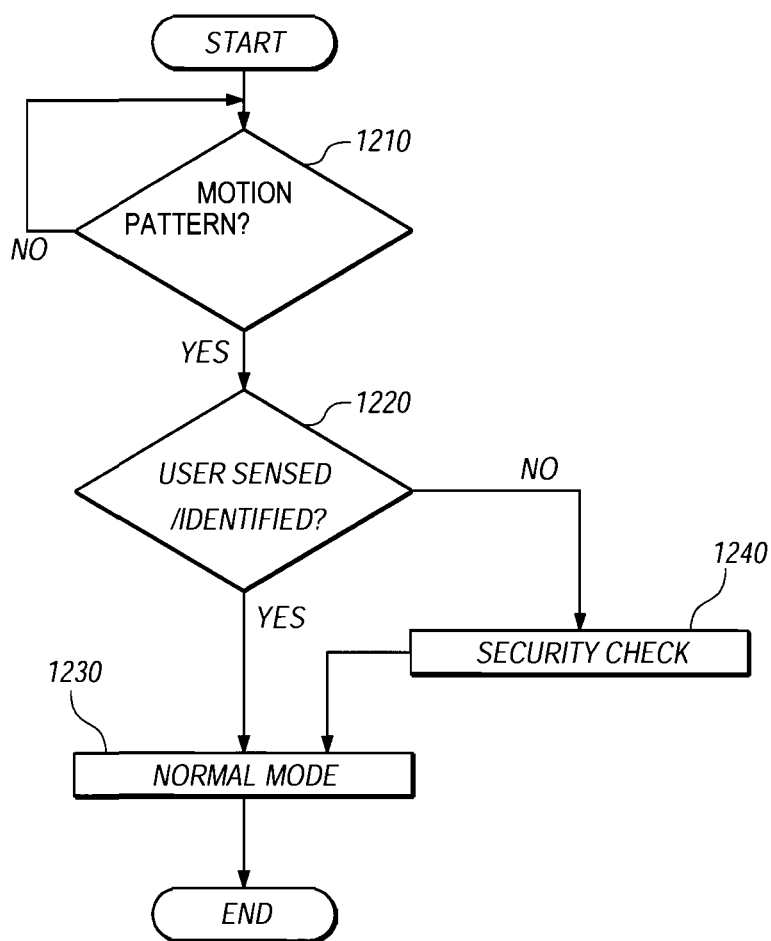 START
1210
MOTION
PATTERN?
NO
YES
1220
USER SENSED
/IDENTIFIED?
NO
YES
1240
SECURITY CHECK
1230
NORMAL MODE
END